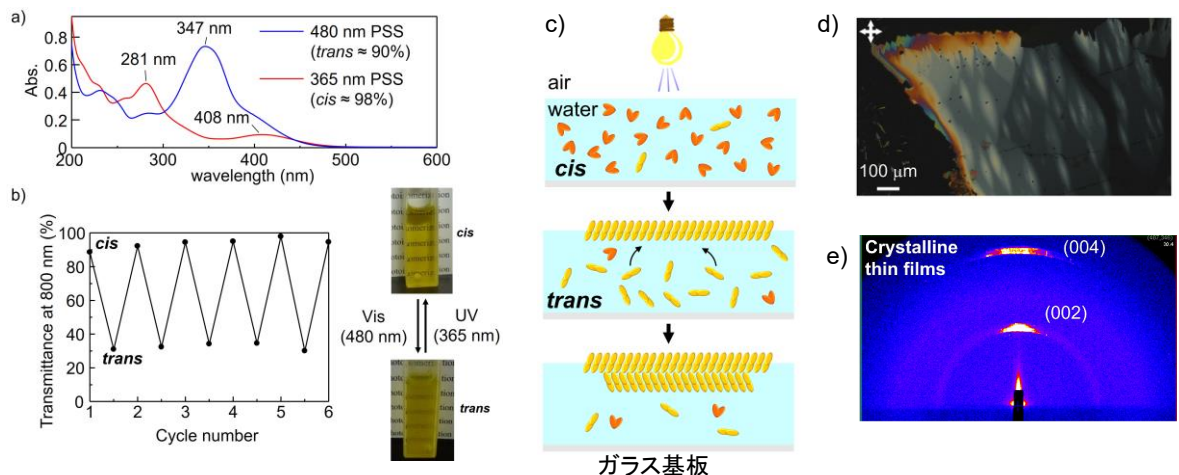 a)
347 nm
281 nm
408 nm
480 nm PSS
(trans ≈ 90%)
365 nm PSS
(cis ≈ 98%)
Abs.
0.8
0.6
0.4
0.2
0
200
300
400
500
600
wavelength (nm)
b)
Transmittance at 800 nm (%)
100
80
60
40
20
0
cis
trans
1
2
3
4
5
6
Cycle number
cis
Vis
(480 nm)
UV
(365 nm)
trans
c)
air
water
cis
trans
ガラス基板
d)
100 μm
e)
Crystalline
thin films
(004)
(002)